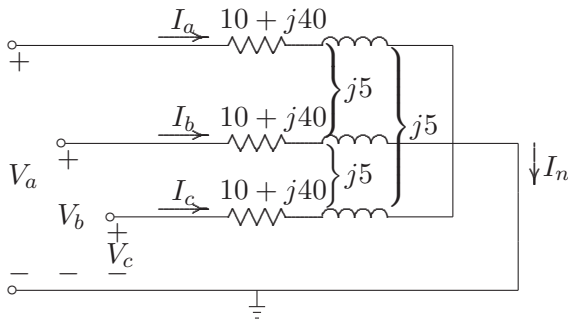 I_a 10 + j40
+
j5
I_b 10 + j40
j5
+
V_a
I_c 10 + j40
j5
I_n
V_b
+
V_c
− − −